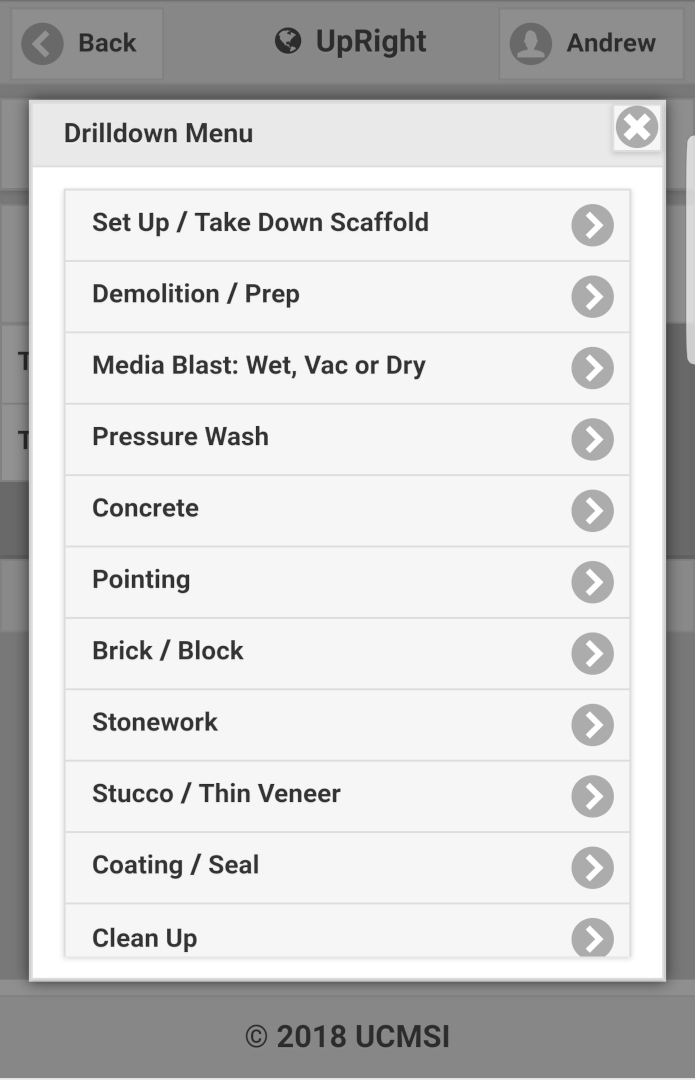 Back
UpRight
Andrew
Drilldown Menu
Set Up / Take Down Scaffold
Demolition / Prep
Media Blast: Wet, Vac or Dry
Pressure Wash
Concrete
Pointing
Brick / Block
Stonework
Stucco / Thin Veneer
Coating / Seal
Clean Up
© 2018 UCMSI